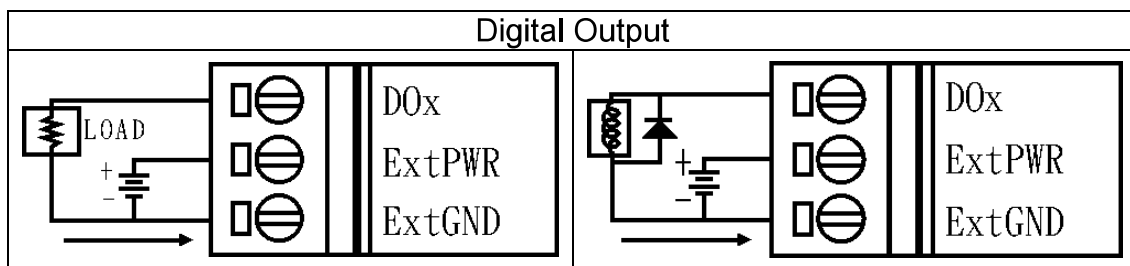 Digital Output
DOx
LOAD
ExtPWR
+
-
ExtGND
DOx
ExtPWR
+
-
ExtGND